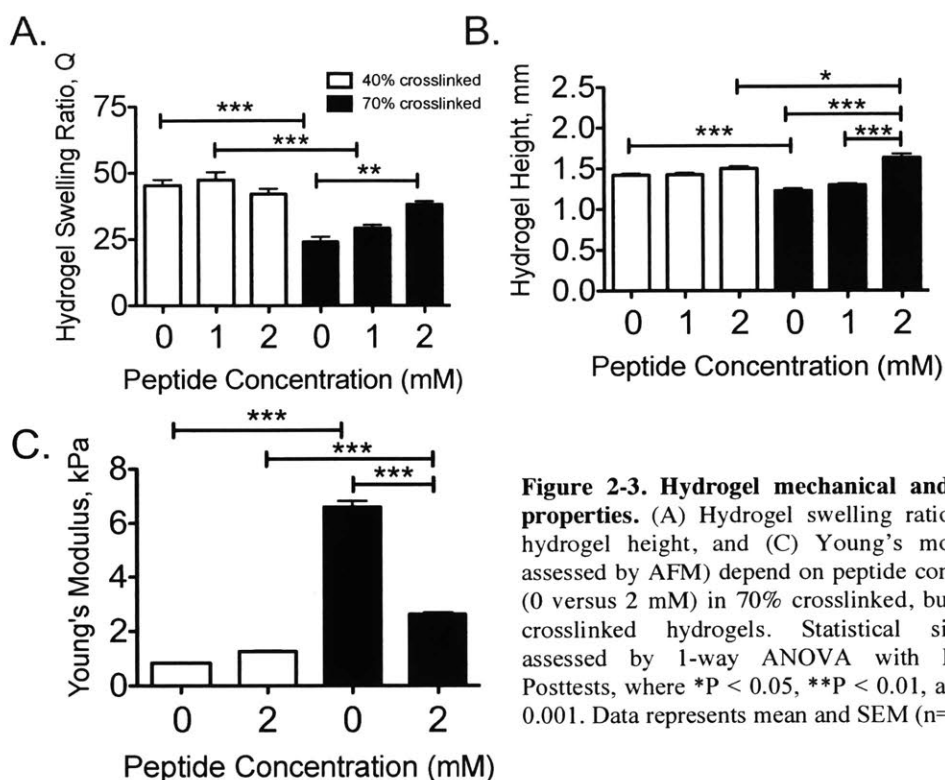 A.
Hydrogel Swelling Ratio, Q
40% crosslinked
70% crosslinked
75
50
25
0
***
***
**
0 1 2 0 1 2
Peptide Concentration (mM)
B.
Hydrogel Height, mm
2.5
2.0
1.5
1.0
0.5
0.0
*
***
***
***
0 1 2 0 1 2
Peptide Concentration (mM)
C.
Young's Modulus, kPa
8
6
4
2
0
***
***
***
0 2 0 2
Peptide Concentration (mM)
Figure 2-3. Hydrogel mechanical and
properties. (A) Hydrogel swelling ratio
hydrogel height, and (C) Young's mo
assessed by AFM) depend on peptide con
(0 versus 2 mM) in 70% crosslinked, bu
crosslinked hydrogels. Statistical si
assessed by 1-way ANOVA with
Posttests, where *P < 0.05, **P < 0.01, a
0.001. Data represents mean and SEM (n=